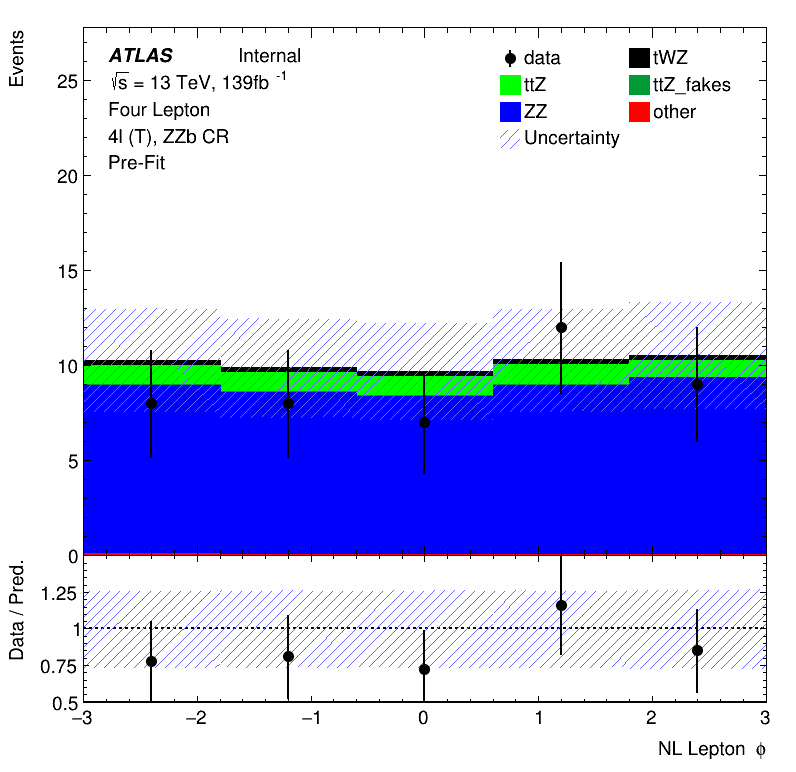 Events
ATLAS Internal
√s = 13 TeV, 139fb⁻¹
Four Lepton
4l (T), ZZb CR
Pre-Fit
data
tWZ
ttZ
ttZ_fakes
ZZ
other
Uncertainty
25
20
15
10
5
0
Data / Pred.
1.25
1
0.75
0.5
−3 −2 −1 0 1 2 3
NL Lepton ϕ